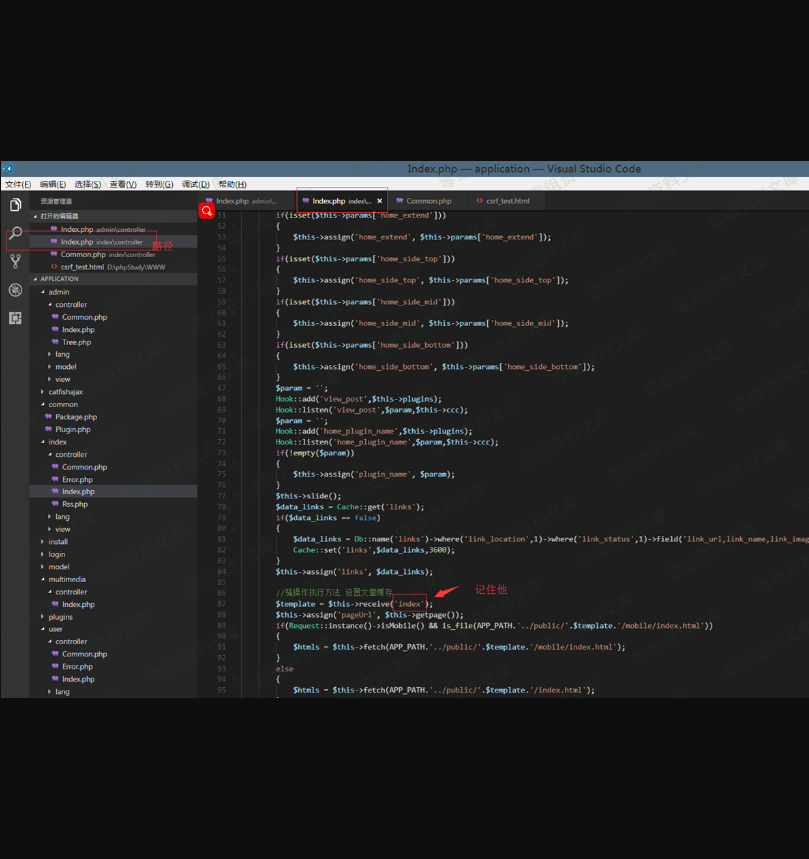 Index.php — application — Visual Studio Code
文件(F) 编辑(E) 选择(S) 查看(V) 转到(G) 调试(D) 帮助(H)
资源管理器
Index.php admin\...
Index.php index\...
Common.php
csrf_test.html
打开的编辑器
Index.php admin\controller
Index.php index\controller
路径
Common.php index\controller
csrf_test.html D:\phpStudy\WWW
APPLICATION
admin
controller
Common.php
Index.php
Tree.php
lang
model
view
catfishajax
common
Package.php
Plugin.php
index
controller
Common.php
Error.php
Index.php
Rss.php
lang
view
install
login
model
multimedia
controller
Index.php
plugins
user
controller
Common.php
Error.php
Index.php
lang
51 if(isset($this->params['home_extend']))
52 {
53 $this->assign('home_extend', $this->params['home_extend']);
54 }
55 if(isset($this->params['home_side_top']))
56 {
57 $this->assign('home_side_top', $this->params['home_side_top']);
58 }
59 if(isset($this->params['home_side_mid']))
60 {
61 $this->assign('home_side_mid', $this->params['home_side_mid']);
62 }
63 if(isset($this->params['home_side_bottom']))
64 {
65 $this->assign('home_side_bottom', $this->params['home_side_bottom']);
66 }
67 $param = '';
68 Hook::add('view_post',$this->plugins);
69 Hook::listen('view_post',$param,$this->ccc);
70 $param = '';
71 Hook::add('home_plugin_name',$this->plugins);
72 Hook::listen('home_plugin_name',$param,$this->ccc);
73 if(!empty($param))
74 {
75 $this->assign('plugin_name', $param);
76 }
77 $this->slide();
78 $data_links = Cache::get('links');
79 if($data_links == false)
80 {
81 $data_links = Db::name('links')->where('link_location',1)->where('link_status',1)->field('link_url,link_name,link_imag
82 Cache::set('links',$data_links,3600);
83 }
84 $this->assign('links', $data_links);
85
86 //骚操作执行方法 设置文章缓存
87 $template = $this->receive('index');
记住他
88 $this->assign('pageUrl', $this->getpage());
89 if(Request::instance()->isMobile() && is_file(APP_PATH.'../public/'.$template.'/mobile/index.html'))
90 {
91 $htmls = $this->fetch(APP_PATH.'../public/'.$template.'/mobile/index.html');
92 }
93 else
94 {
95 $htmls = $this->fetch(APP_PATH.'../public/'.$template.'/index.html');